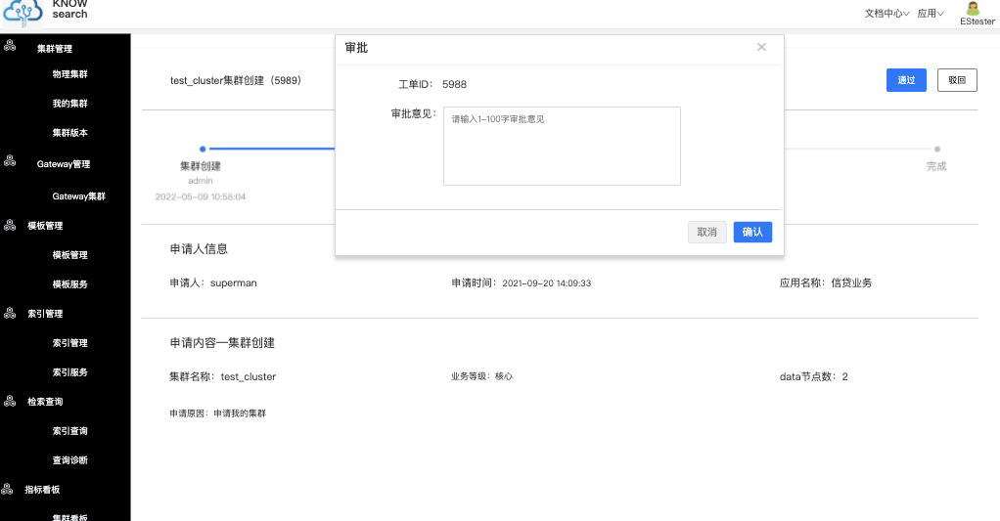 KNOW
search
文档中心
应用
EStester
集群管理
物理集群
我的集群
集群版本
Gateway管理
Gateway集群
模板管理
模板管理
模板服务
索引管理
索引管理
索引服务
检索查询
索引查询
查询诊断
指标看板
集群看板
test_cluster集群创建（5989）
通过
驳回
集群创建
admin
2022-05-09 10:58:04
完成
审批
工单ID： 5988
审批意见：
请输入1-100字审批意见
取消
确认
申请人信息
申请人：superman
申请时间：2021-09-20 14:09:33
应用名称：信贷业务
申请内容—集群创建
集群名称：test_cluster
业务等级：核心
data节点数：2
申请原因：申请我的集群